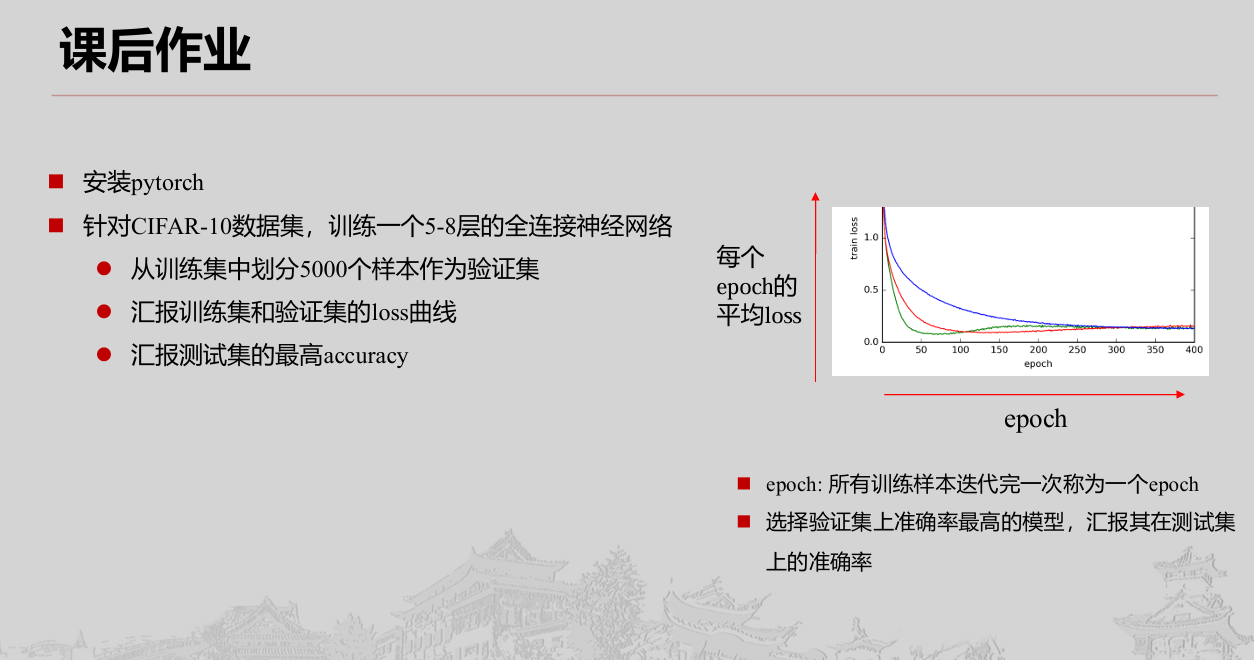 课后作业
安装pytorch
针对CIFAR-10数据集，训练一个5-8层的全连接神经网络
从训练集中划分5000个样本作为验证集
汇报训练集和验证集的loss曲线
汇报测试集的最高accuracy
每个
epoch的
平均loss
train loss
1.0
0.5
0.0
0 50 100 150 200 250 300 350 400
epoch
epoch
epoch: 所有训练样本迭代完一次称为一个epoch
选择验证集上准确率最高的模型，汇报其在测试集
上的准确率